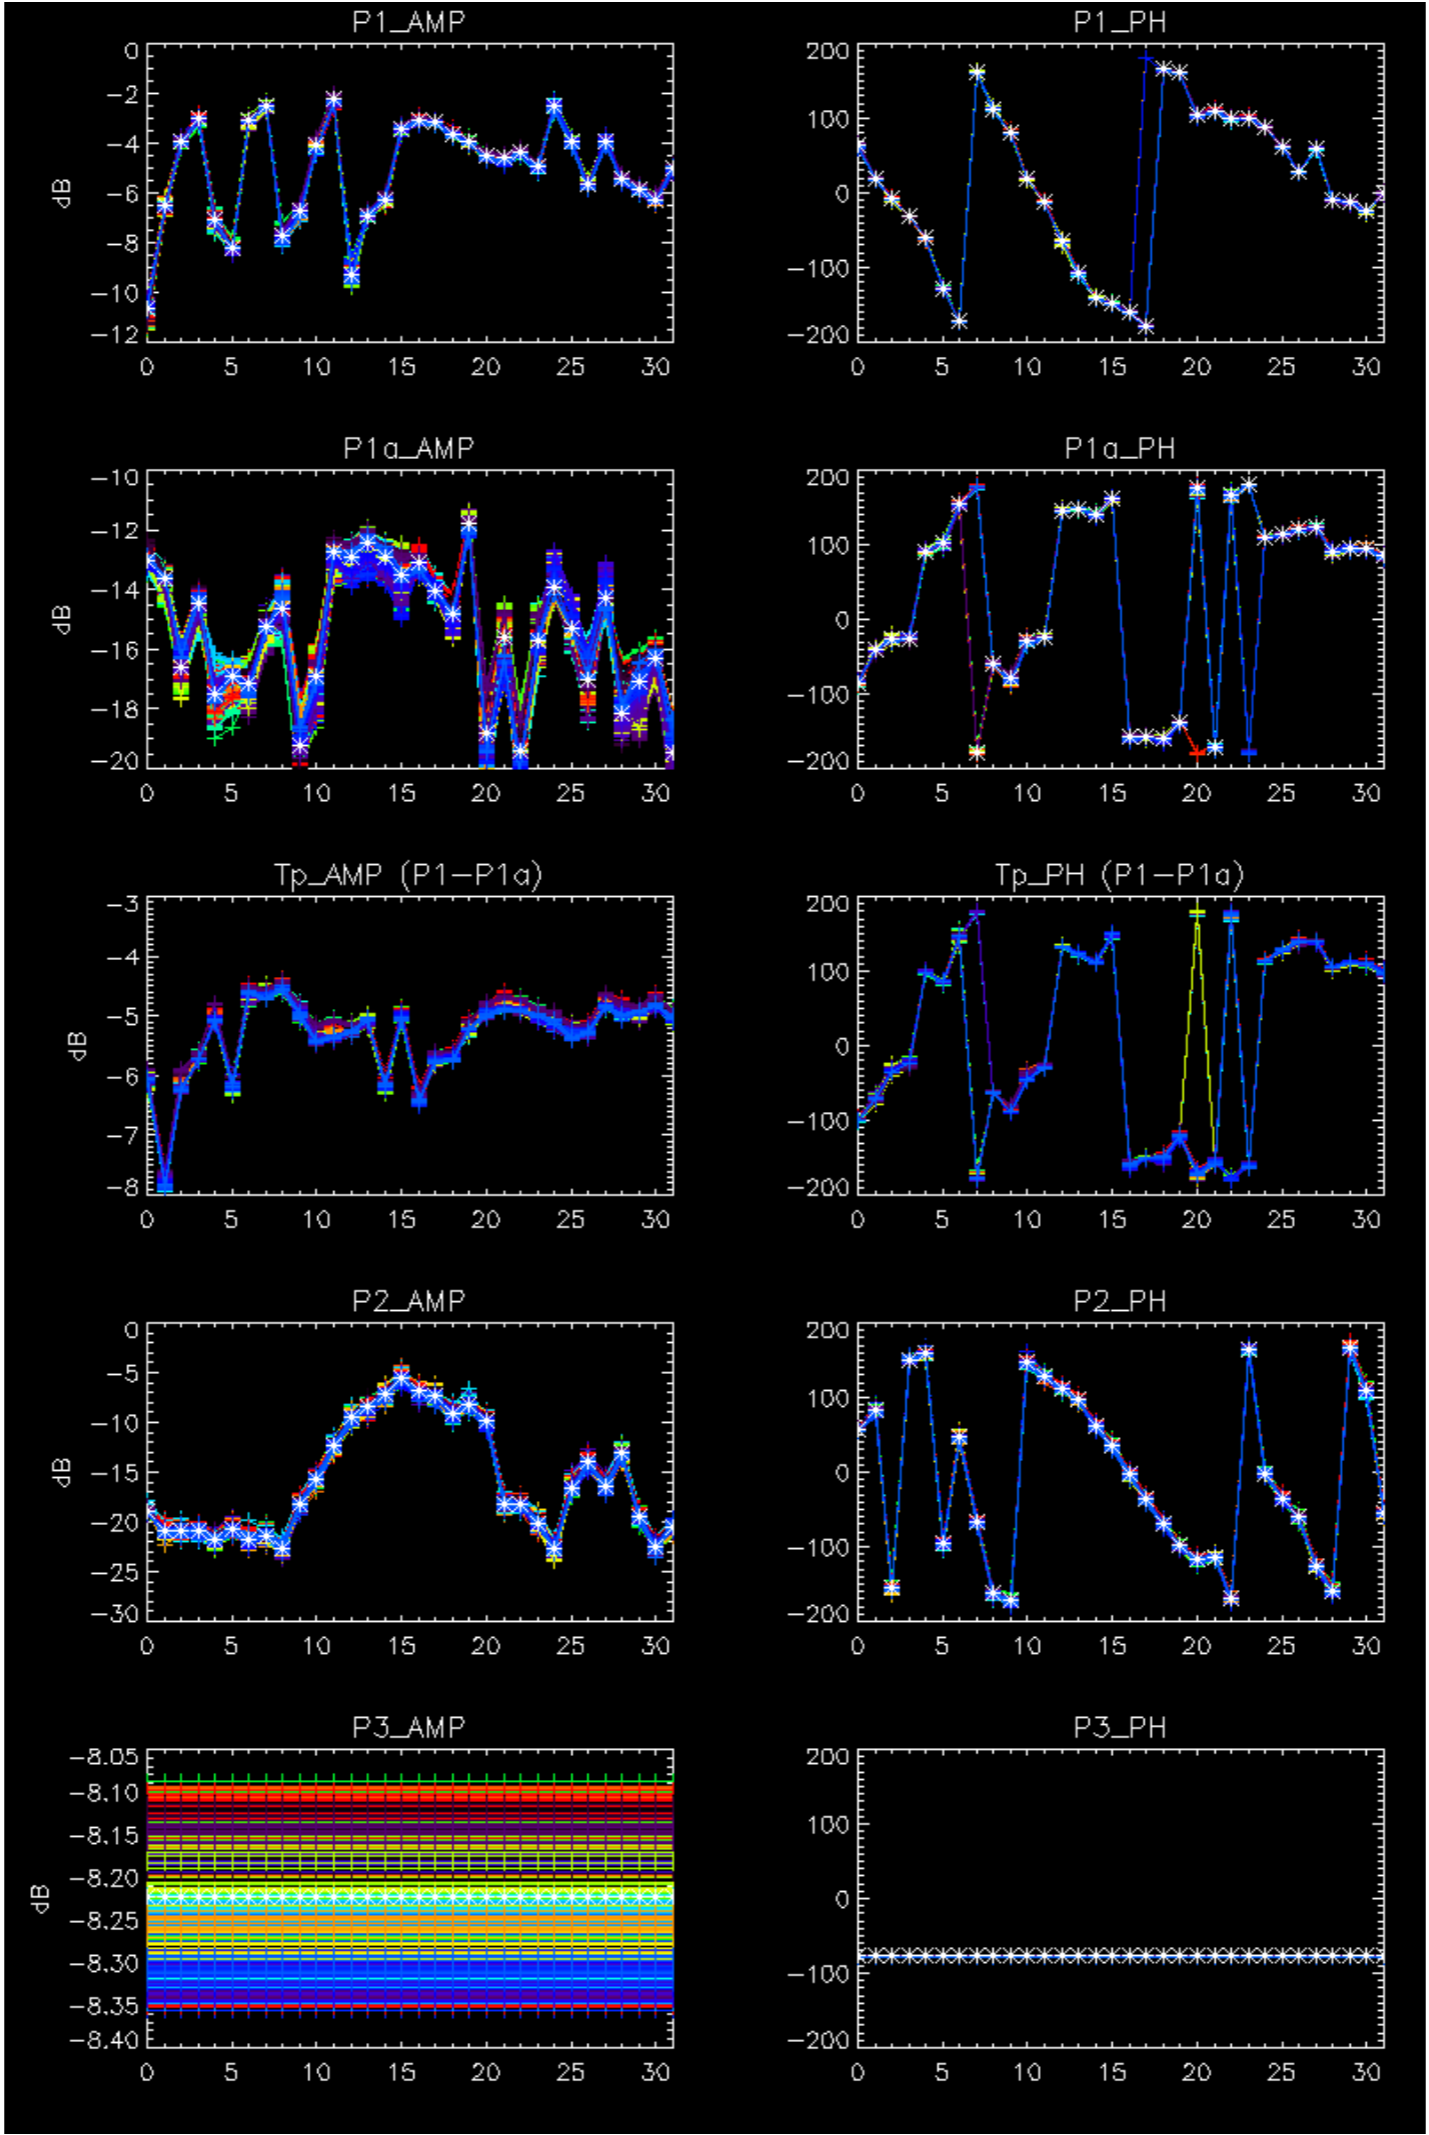 P1_AMP P1_PH
0 200
-2 100
-4
dB -6 0
-8 -100
-10
-12 -200
0 5 10 15 20 25 30 0 5 10 15 20 25 30
P1a_AMP P1a_PH
-10 200
-12 100
-14
dB 0
-16
-18 -100
-20 -200
0 5 10 15 20 25 30 0 5 10 15 20 25 30
Tp_AMP (P1-P1a) Tp_PH (P1-P1a)
-3 200
-4 100
-5
dB 0
-6
-7 -100
-8 -200
0 5 10 15 20 25 30 0 5 10 15 20 25 30
P2_AMP P2_PH
0 200
-5 100
-10
dB -15 0
-20 -100
-25
-30 -200
0 5 10 15 20 25 30 0 5 10 15 20 25 30
P3_AMP P3_PH
-8.05 200
-8.10 100
-8.15
-8.20 0
dB
-8.25
-8.30 -100
-8.35
-8.40 -200
0 5 10 15 20 25 30 0 5 10 15 20 25 30